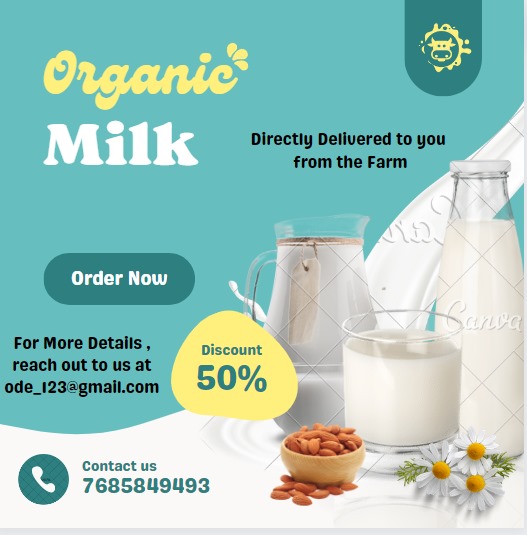 Organic
Milk
Directly Delivered to you
from the Farm
Order Now
For More Details ,
reach out to us at
ode_123@gmail.com
Discount
50%
Contact us
7685849493
Canva
Canva